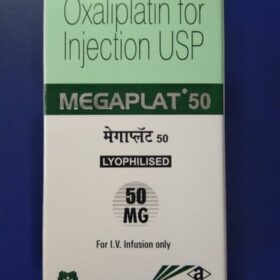 Oxaliplatin for
Injection USP
MEGAPLAT* 50
मेगाप्लॅट 50
LYOPHILISED
50
MG
For I.V. Infusion only
a